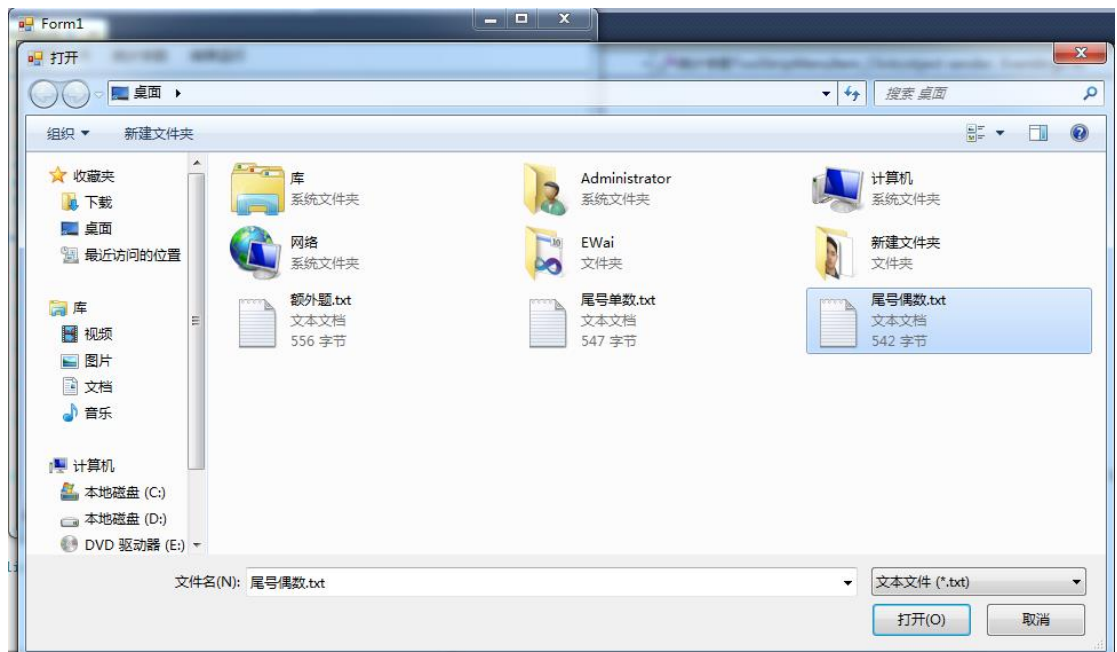 Form1
打开
桌面
搜索 桌面
组织
新建文件夹
收藏夹
下载
桌面
最近访问的位置
库
视频
图片
文档
音乐
计算机
本地磁盘 (C:)
本地磁盘 (D:)
DVD 驱动器 (E:)
库
系统文件夹
Administrator
系统文件夹
计算机
系统文件夹
网络
系统文件夹
EWai
文件夹
新建文件夹
文件夹
额外题.txt
文本文档
556 字节
尾号单数.txt
文本文档
547 字节
尾号偶数.txt
文本文档
542 字节
文件名(N): 尾号偶数.txt
文本文件 (*.txt)
打开(O)
取消